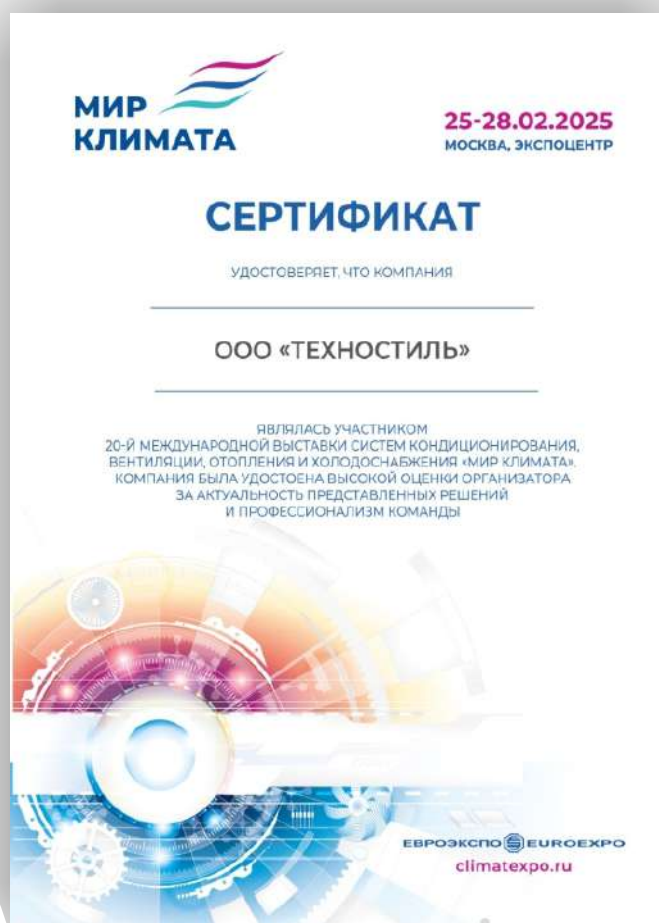 МИР
КЛИМАТА
25-28.02.2025
МОСКВА, ЭКСПОЦЕНТР
СЕРТИФИКАТ
УДОСТОВЕРЯЕТ, ЧТО КОМПАНИЯ
ООО «ТЕХНОСТИЛЬ»
ЯВЛЯЛАСЬ УЧАСТНИКОМ
20-Й МЕЖДУНАРОДНОЙ ВЫСТАВКИ СИСТЕМ КОНДИЦИОНИРОВАНИЯ,
ВЕНТИЛЯЦИИ, ОТОПЛЕНИЯ И ХОЛОДОСНАБЖЕНИЯ «МИР КЛИМАТА».
КОМПАНИЯ БЫЛА УДОСТОЕНА ВЫСОКОЙ ОЦЕНКИ ОРГАНИЗАТОРА
ЗА АКТУАЛЬНОСТЬ ПРЕДСТАВЛЕННЫХ РЕШЕНИЙ
И ПРОФЕССИОНАЛИЗМ КОМАНДЫ
ЕВРОЭКСПО EUROEXPO
climatexpo.ru